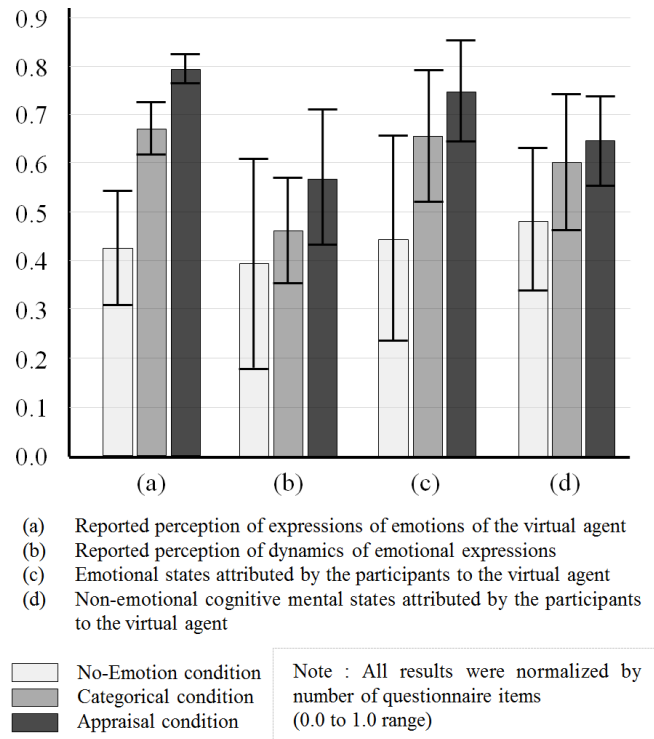 0.9
0.8
0.7
0.6
0.5
0.4
0.3
0.2
0.1
0.0
(a) (b) (c) (d)
(a) Reported perception of expressions of emotions of the virtual agent
(b) Reported perception of dynamics of emotional expressions
(c) Emotional states attributed by the participants to the virtual agent
(d) Non-emotional cognitive mental states attributed by the participants
to the virtual agent
No-Emotion condition
Categorical condition
Appraisal condition
Note : All results were normalized by
number of questionnaire items
(0.0 to 1.0 range)